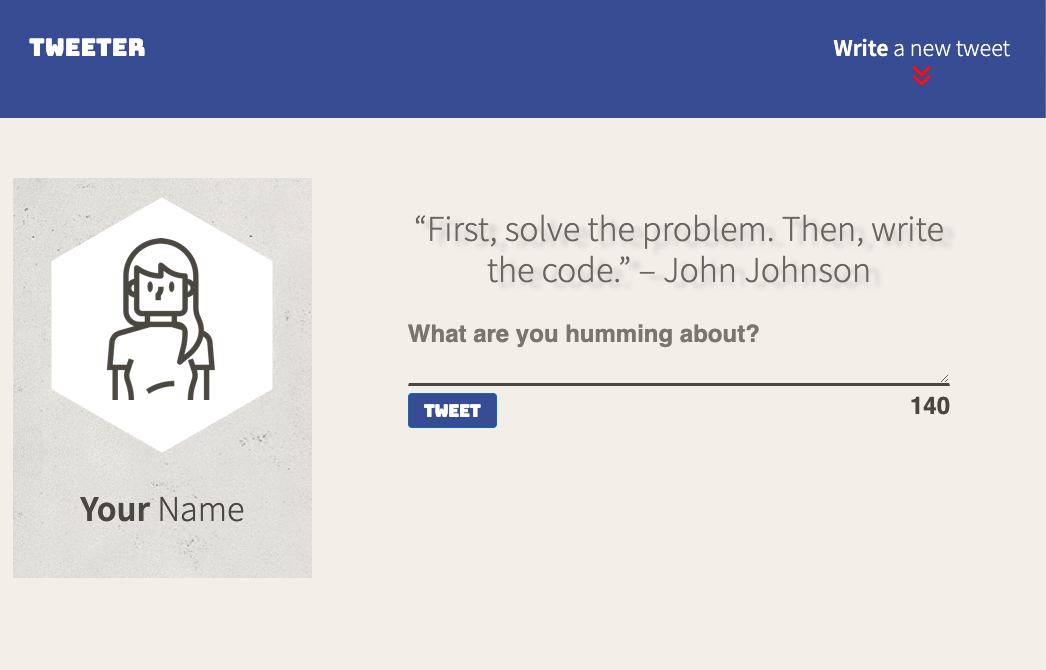 TWEETER
Write a new tweet
“First, solve the problem. Then, write
the code.” – John Johnson
What are you humming about?
TWEET
140
Your Name